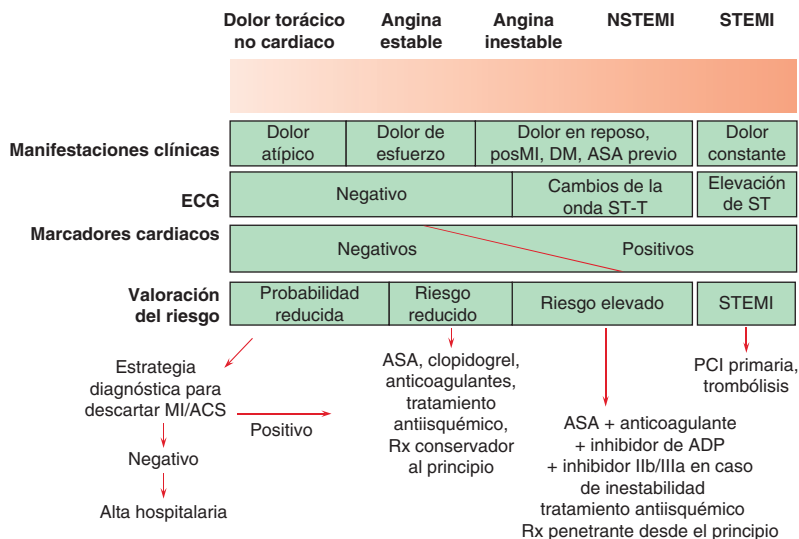 Dolor torácico
no cardiaco
Angina
estable
Angina
inestable
NSTEMI
STEMI
Manifestaciones clínicas
Dolor
atípico
Dolor de
esfuerzo
Dolor en reposo,
posMI, DM, ASA previo
Dolor
constante
ECG
Negativo
Cambios de la
onda ST-T
Elevación
de ST
Marcadores cardiacos
Negativos
Positivos
Valoración
del riesgo
Probabilidad
reducida
Riesgo
reducido
Riesgo elevado
STEMI
Estrategia
diagnóstica para
descartar MI/ACS
Positivo
Negativo
Alta hospitalaria
ASA, clopidogrel,
anticoagulantes,
tratamiento
antiisquémico,
Rx conservador
al principio
ASA + anticoagulante
+ inhibidor de ADP
+ inhibidor IIb/IIIa en caso
de inestabilidad
tratamiento antiisquémico
Rx penetrante desde el principio
PCI primaria,
trombólisis